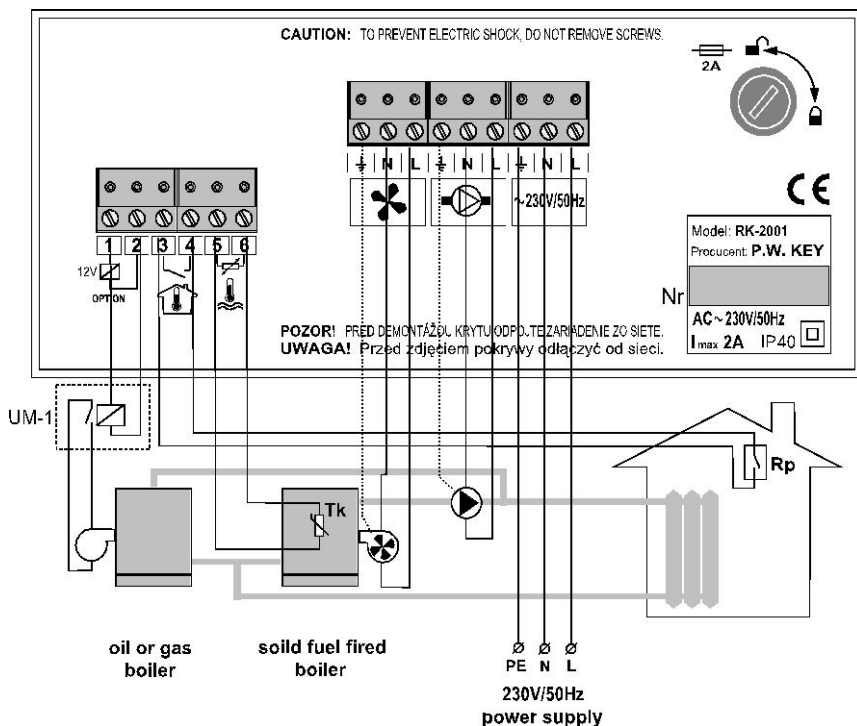 CAUTION: TO PREVENT ELECTRIC SHOCK, DO NOT REMOVE SCREWS.
2A
⏚ N L ⏚ N L ⏚ N L
~230V/50Hz
1 2 3 4 5 6
12V
OPTION
Model: RK-2001
Producent: P.W. KEY
Nr
AC~230V/50Hz
Imax 2A IP40
CE
POZOR! PRED DEMONTÁŽOU KRYTU ODPOJTE ZARIADENIE ZO SIETE.
UWAGA! Przed zdjęciem pokrywy odłączyć od sieci.
UM-1
Rp
Tk
oil or gas
boiler
soild fuel fired
boiler
PE N L
230V/50Hz
power supply